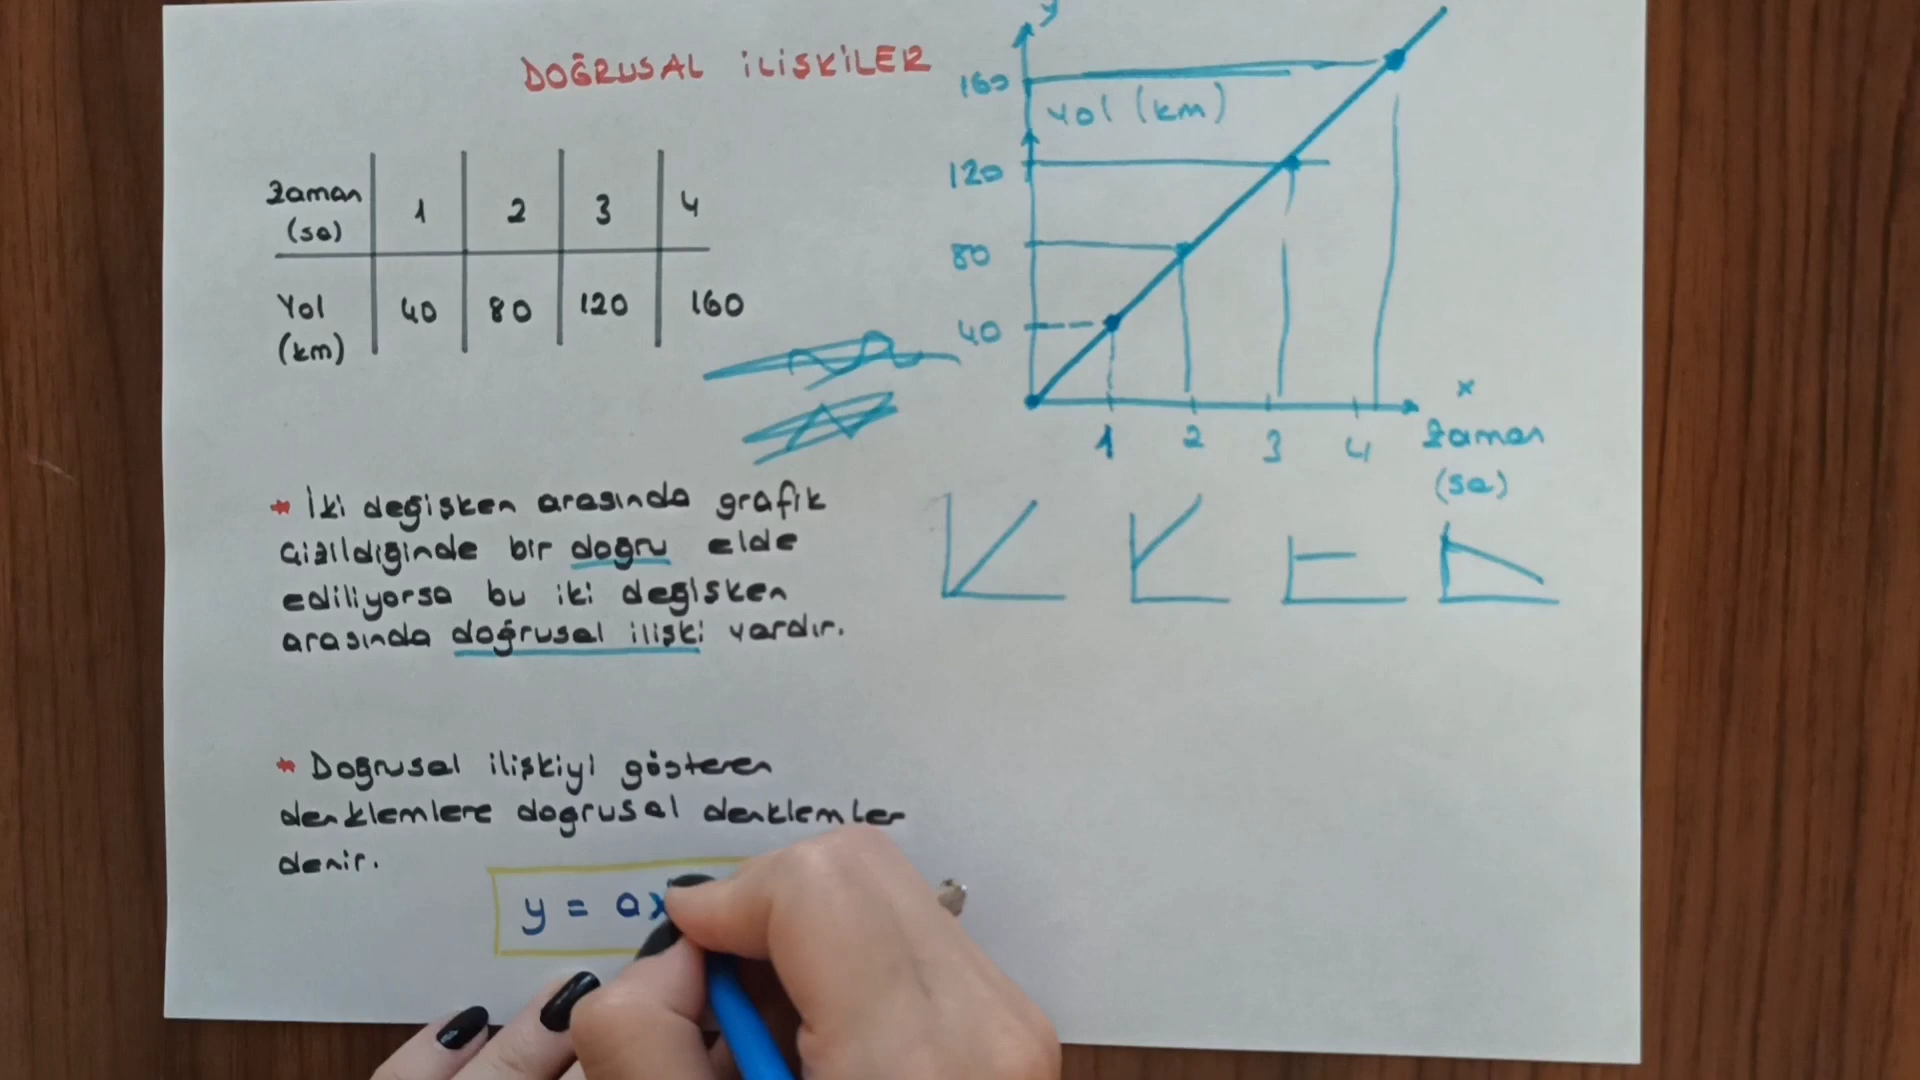 DOĞRUSAL İLİŞKİLER
Zaman (sa) 1 2 3 4
Yol (km) 40 80 120 160
* İki değişken arasında grafik
çizildiğinde bir doğru elde
ediliyorsa bu iki değişken
arasında doğrusal ilişki vardır.
* Doğrusal ilişkiyi gösteren
denklemlere doğrusal denklemler
denir.
y = ax
y
160
Yol (km)
120
80
40
1 2 3 4
x
Zaman
(sa)